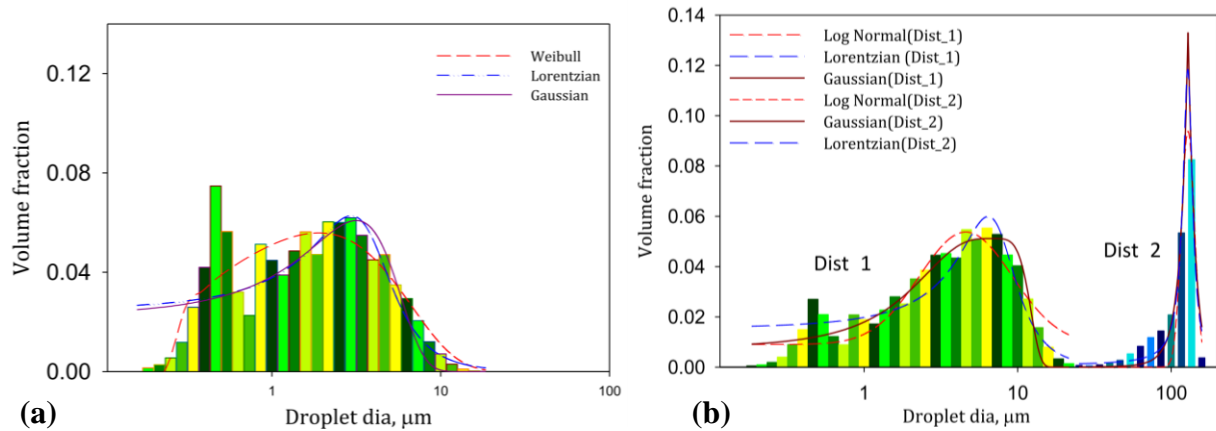 Volume fraction
0.12
0.08
0.04
0.00
Weibull
Lorentzian
Gaussian
1
10
100
Droplet dia, μm
(a)
Volume fraction
0.14
0.12
0.10
0.08
0.06
0.04
0.02
0.00
Log Normal(Dist_1)
Lorentzian (Dist_1)
Gaussian(Dist_1)
Log Normal(Dist_2)
Gaussian(Dist_2)
Lorentzian(Dist_2)
Dist 1
Dist 2
1
10
100
Droplet dia, μm
(b)